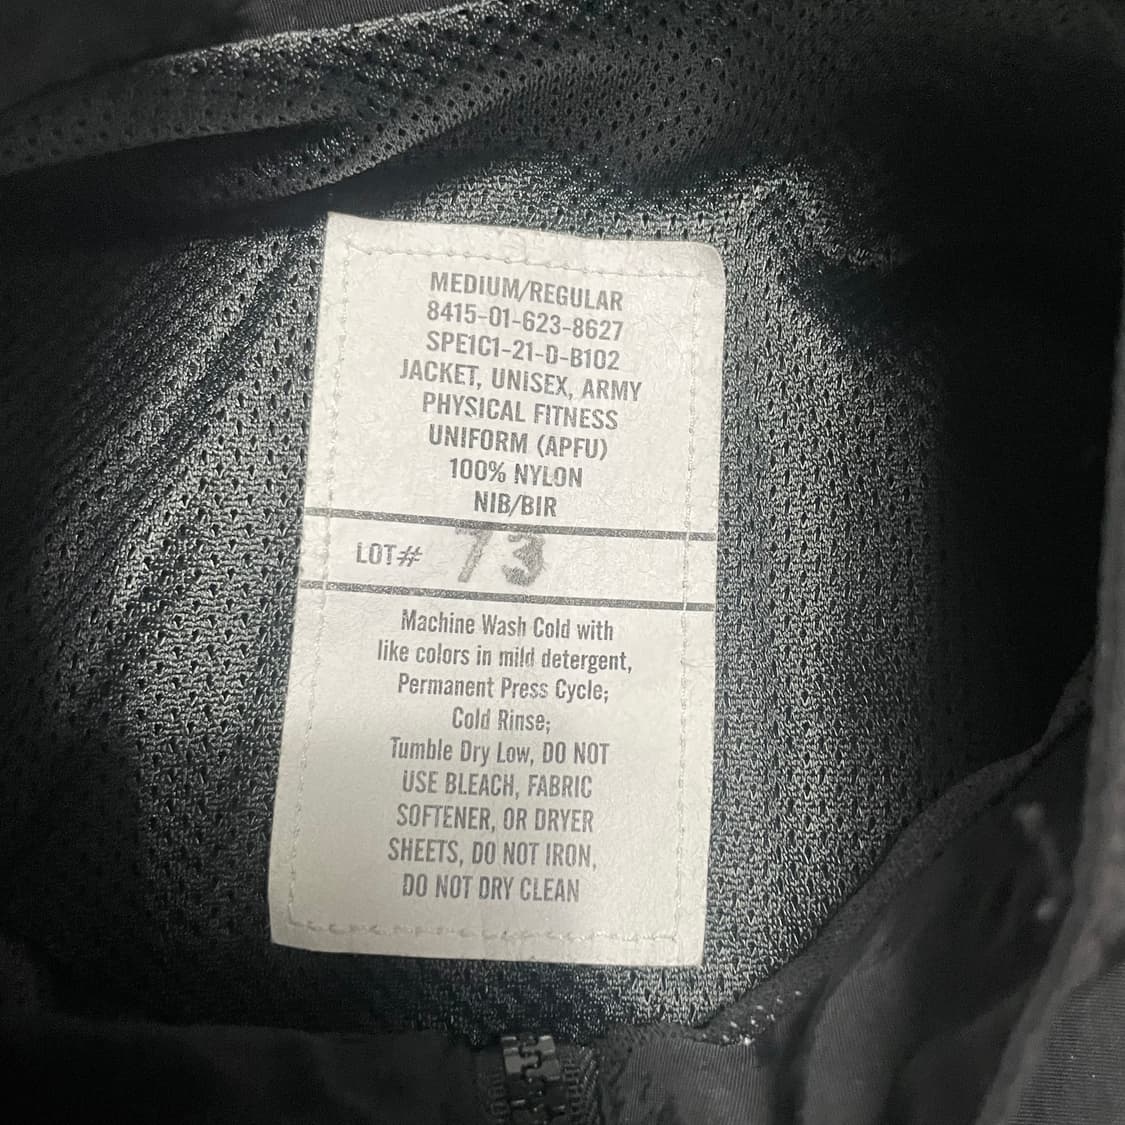 MEDIUM/REGULAR
8415-01-623-8627
SPE1C1-21-D-B102
JACKET, UNISEX, ARMY
PHYSICAL FITNESS
UNIFORM (APFU)
100% NYLON
NIB/BIR
LOT# 73
Machine Wash Cold with
like colors in mild detergent,
Permanent Press Cycle;
Cold Rinse;
Tumble Dry Low, DO NOT
USE BLEACH, FABRIC
SOFTENER, OR DRYER
SHEETS, DO NOT IRON,
DO NOT DRY CLEAN